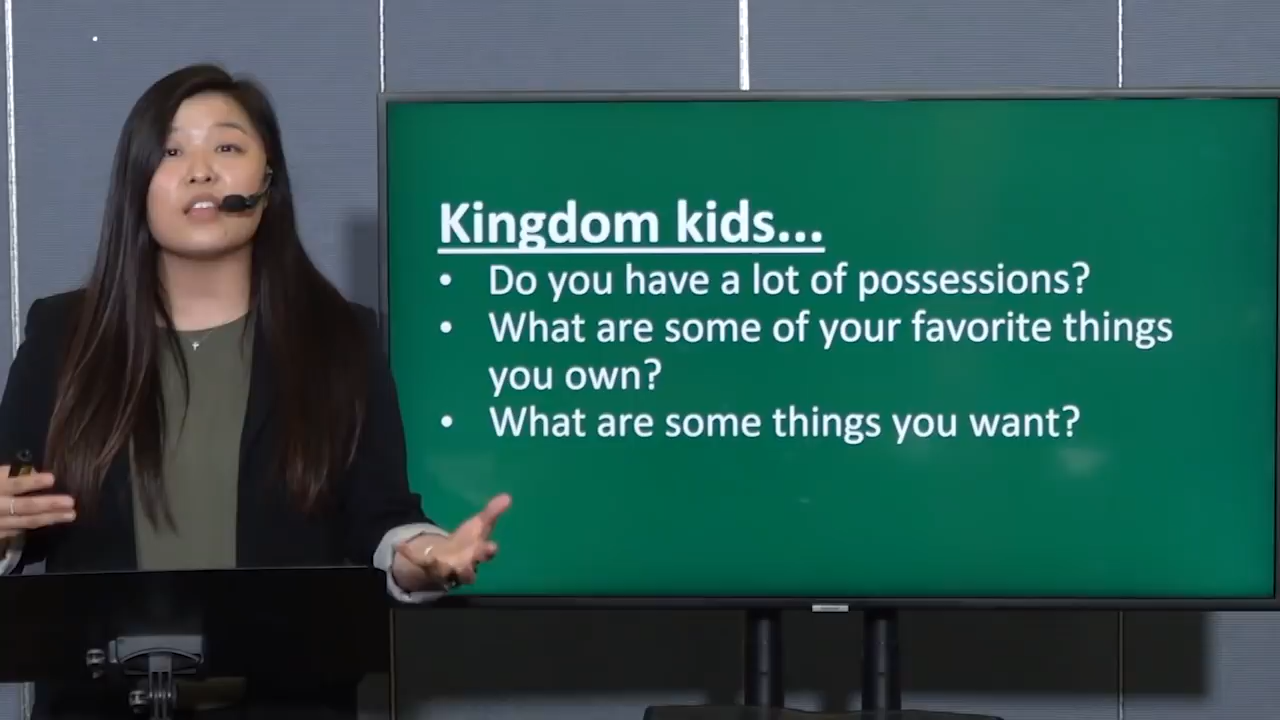 Kingdom kids...
• Do you have a lot of possessions?
• What are some of your favorite things
you own?
• What are some things you want?